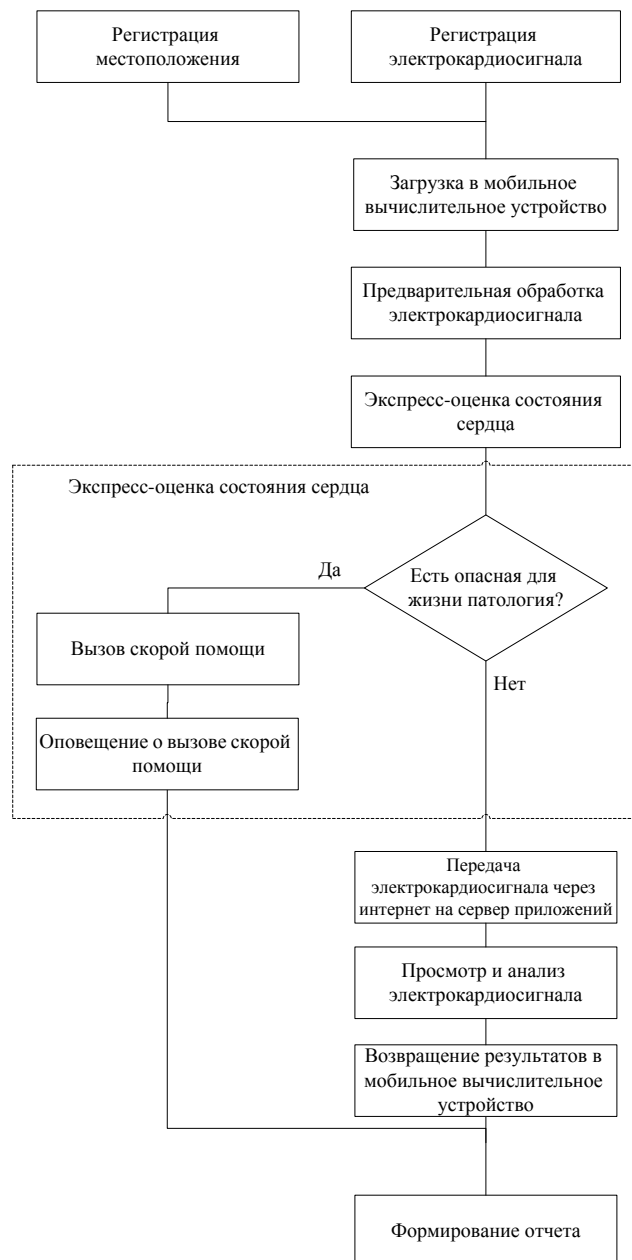 Регистрация
местоположения
Регистрация
электрокардиосигнала
Загрузка в мобильное
вычислительное устройство
Предварительная обработка
электрокардиосигнала
Экспресс-оценка состояния
сердца
Экспресс-оценка состояния сердца
Есть опасная для
жизни патология?
Да
Вызов скорой помощи
Нет
Оповещение о вызове скорой
помощи
Передача
электрокардиосигнала через
интернет на сервер приложений
Просмотр и анализ
электрокардиосигнала
Возвращение результатов в
мобильное вычислительное
устройство
Формирование отчета